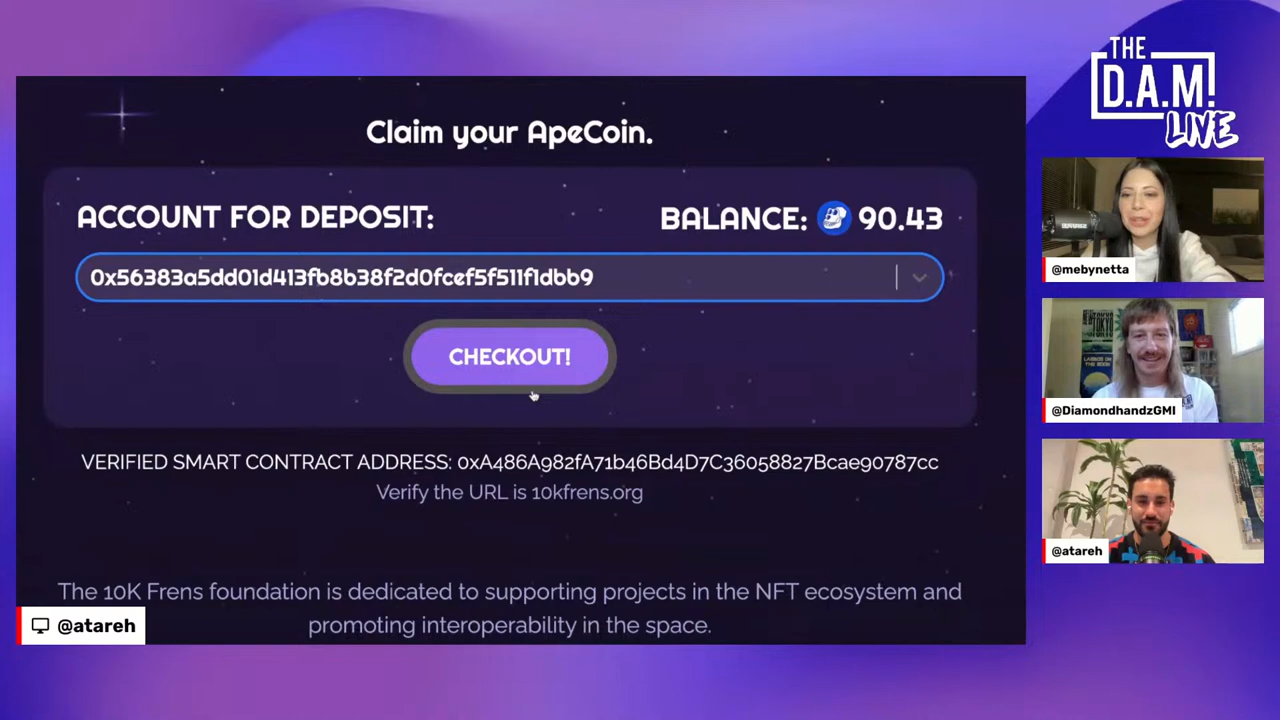 THE
D.A.M!
LIVE
Claim your ApeCoin.
ACCOUNT FOR DEPOSIT:
BALANCE: 90.43
0x56383a5dd01d413fb8b38f2d0fcef5f511f1dbb9
CHECKOUT!
VERIFIED SMART CONTRACT ADDRESS: 0xA486A982fA71b46Bd4D7C36058827Bcae90787cc
Verify the URL is 10kfrens.org
The 10K Frens foundation is dedicated to supporting projects in the NFT ecosystem and
promoting interoperability in the space.
@atareh
@mebynetta
TOKYO
@DiamondhandzGMI
@atareh